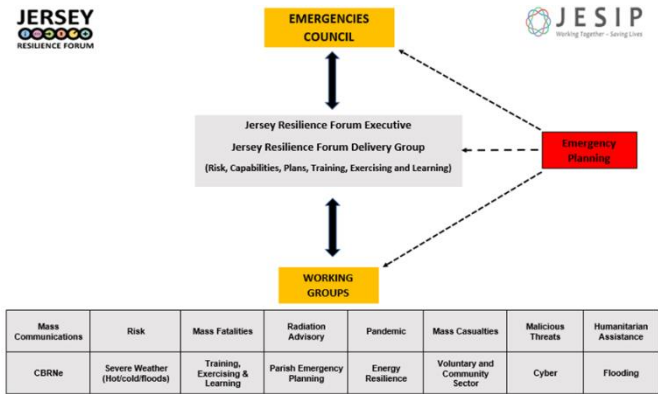 JERSEY
RESILIENCE FORUM
EMERGENCIES
COUNCIL
JESIP
Working Together – Saving Lives
Jersey Resilience Forum Executive
Jersey Resilience Forum Delivery Group
(Risk, Capabilities, Plans, Training, Exercising and Learning)
Emergency
Planning
WORKING
GROUPS
Mass
Communications
Risk
Mass Fatalities
Radiation
Advisory
Pandemic
Mass Casualties
Malicious
Threats
Humanitarian
Assistance
CBRNe
Severe Weather
(Hot/cold/floods)
Training,
Exercising &
Learning
Parish Emergency
Planning
Energy
Resilience
Voluntary and
Community
Sector
Cyber
Flooding